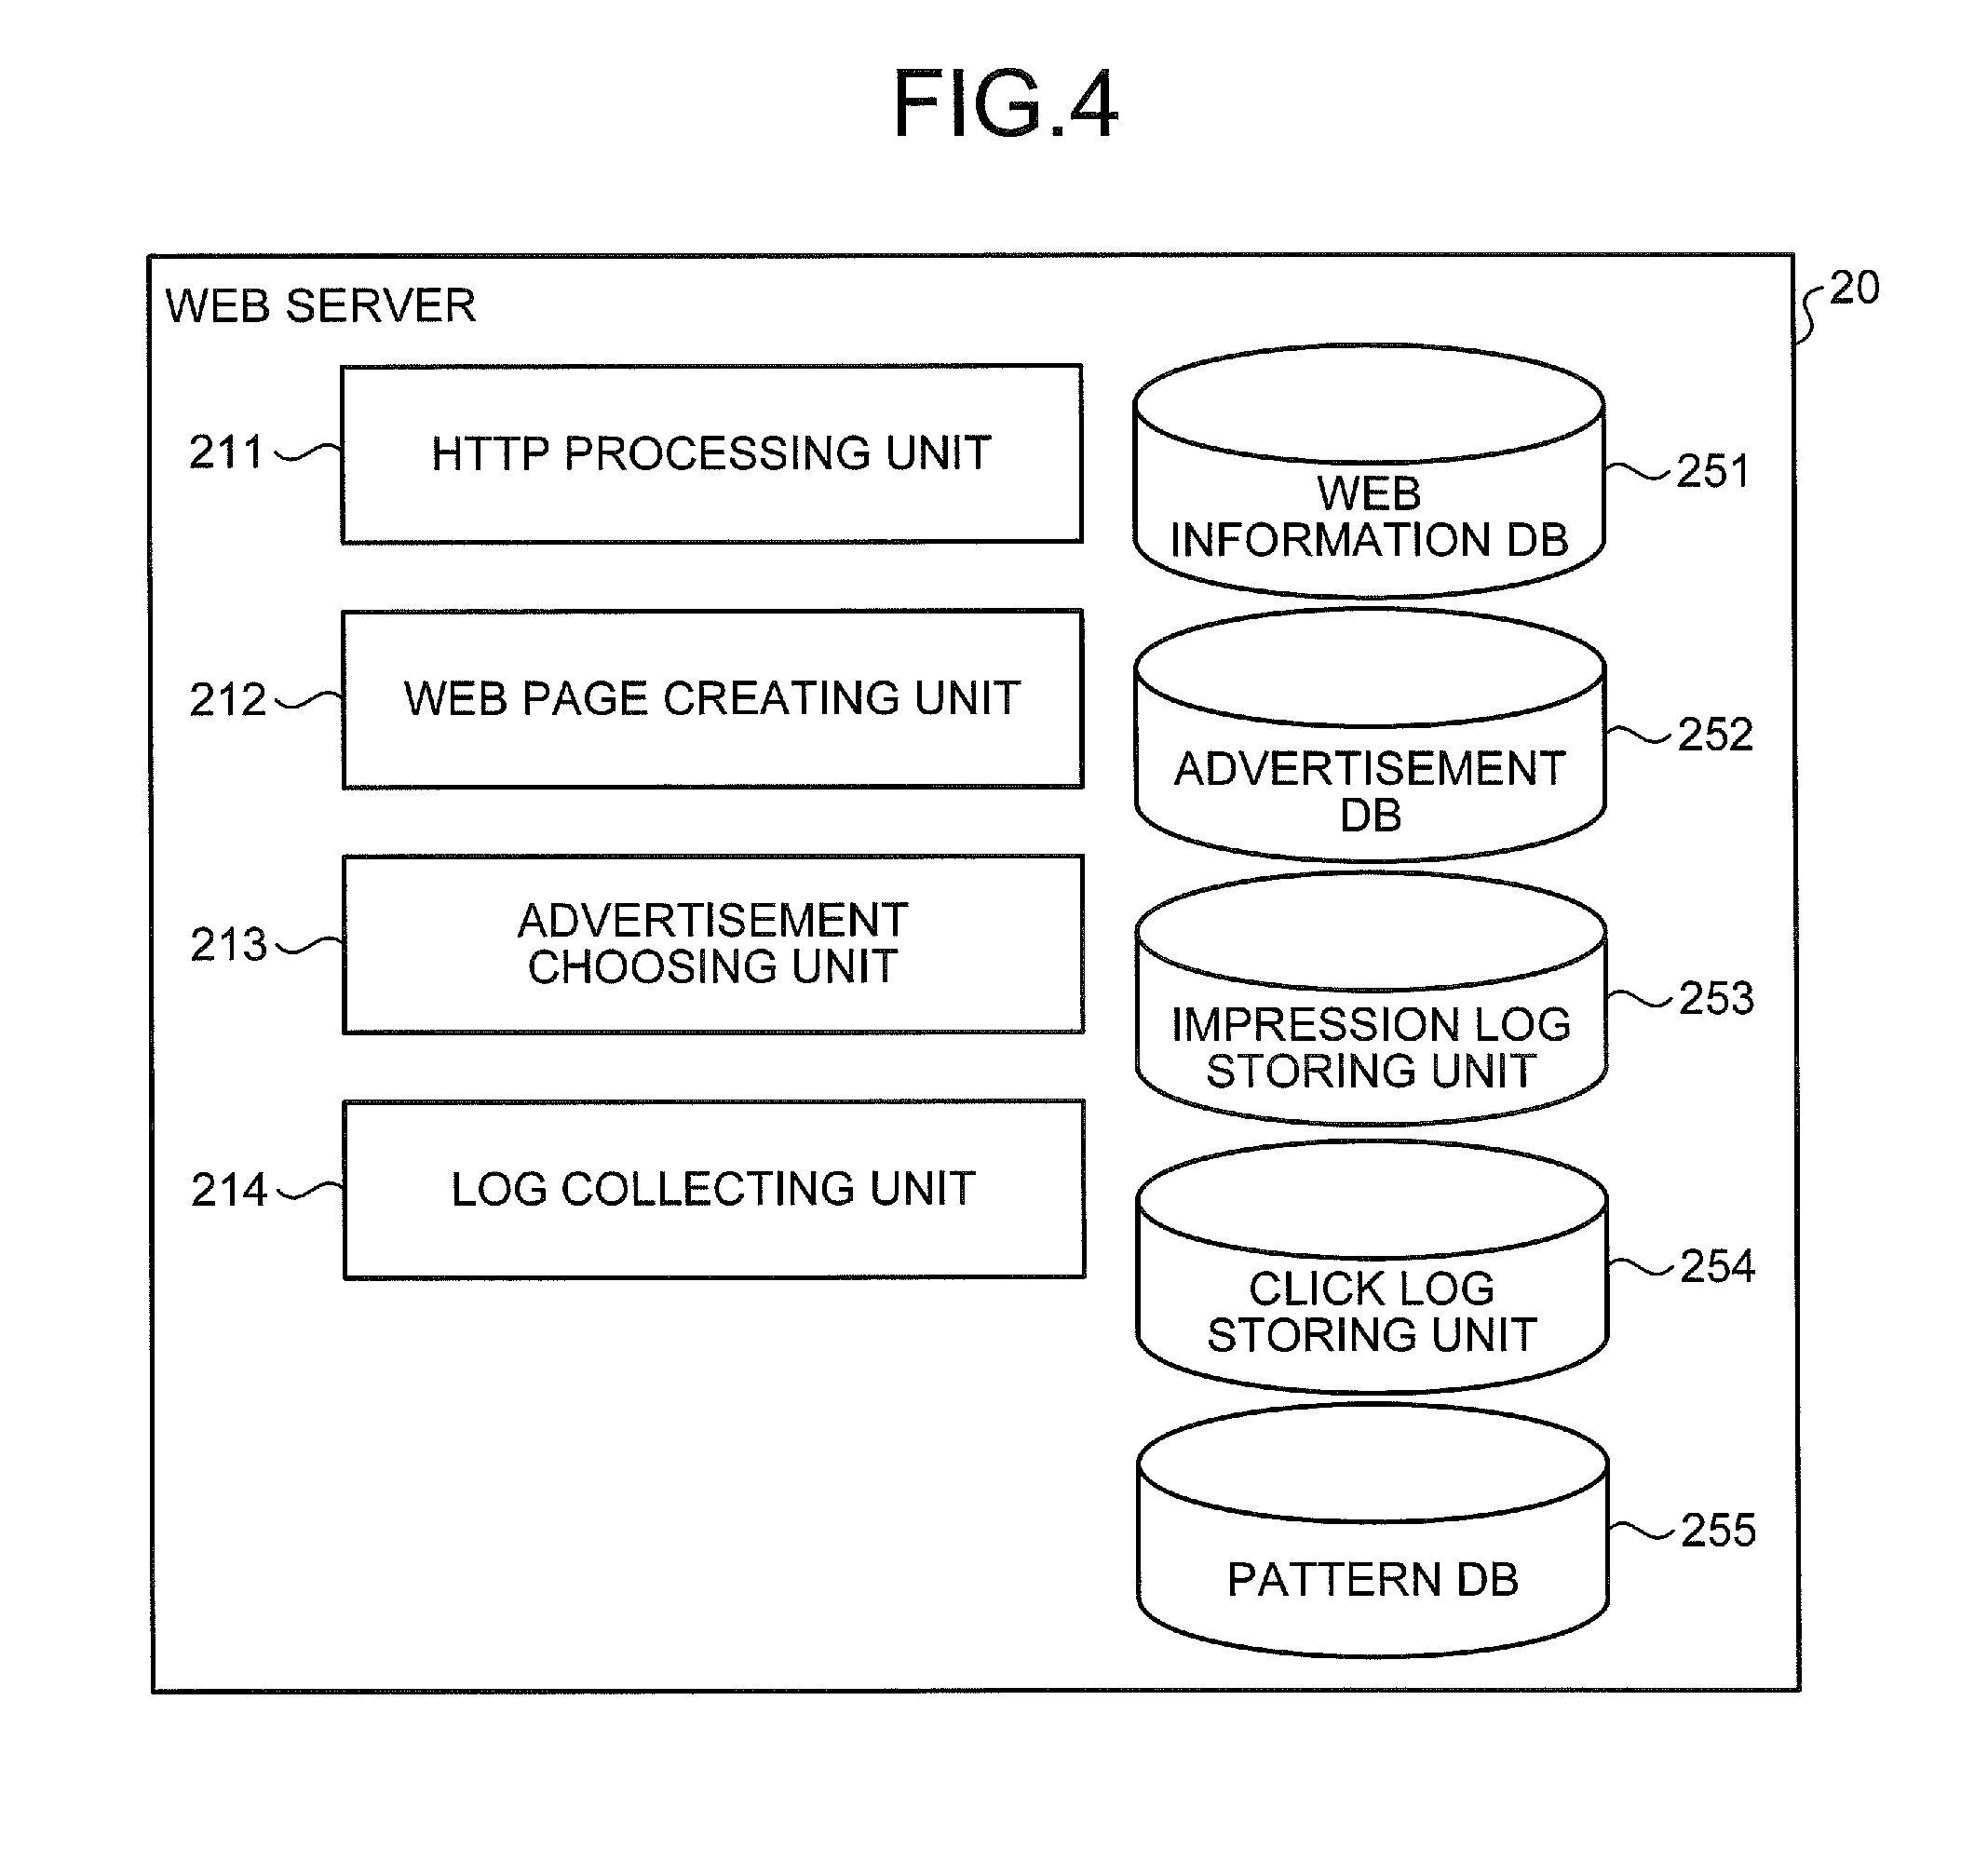 FIG.4
WEB SERVER
20
211
HTTP PROCESSING UNIT
212
WEB PAGE CREATING UNIT
213
ADVERTISEMENT
CHOOSING UNIT
214
LOG COLLECTING UNIT
WEB
INFORMATION DB
251
ADVERTISEMENT
DB
252
IMPRESSION LOG
STORING UNIT
253
CLICK LOG
STORING UNIT
254
PATTERN DB
255